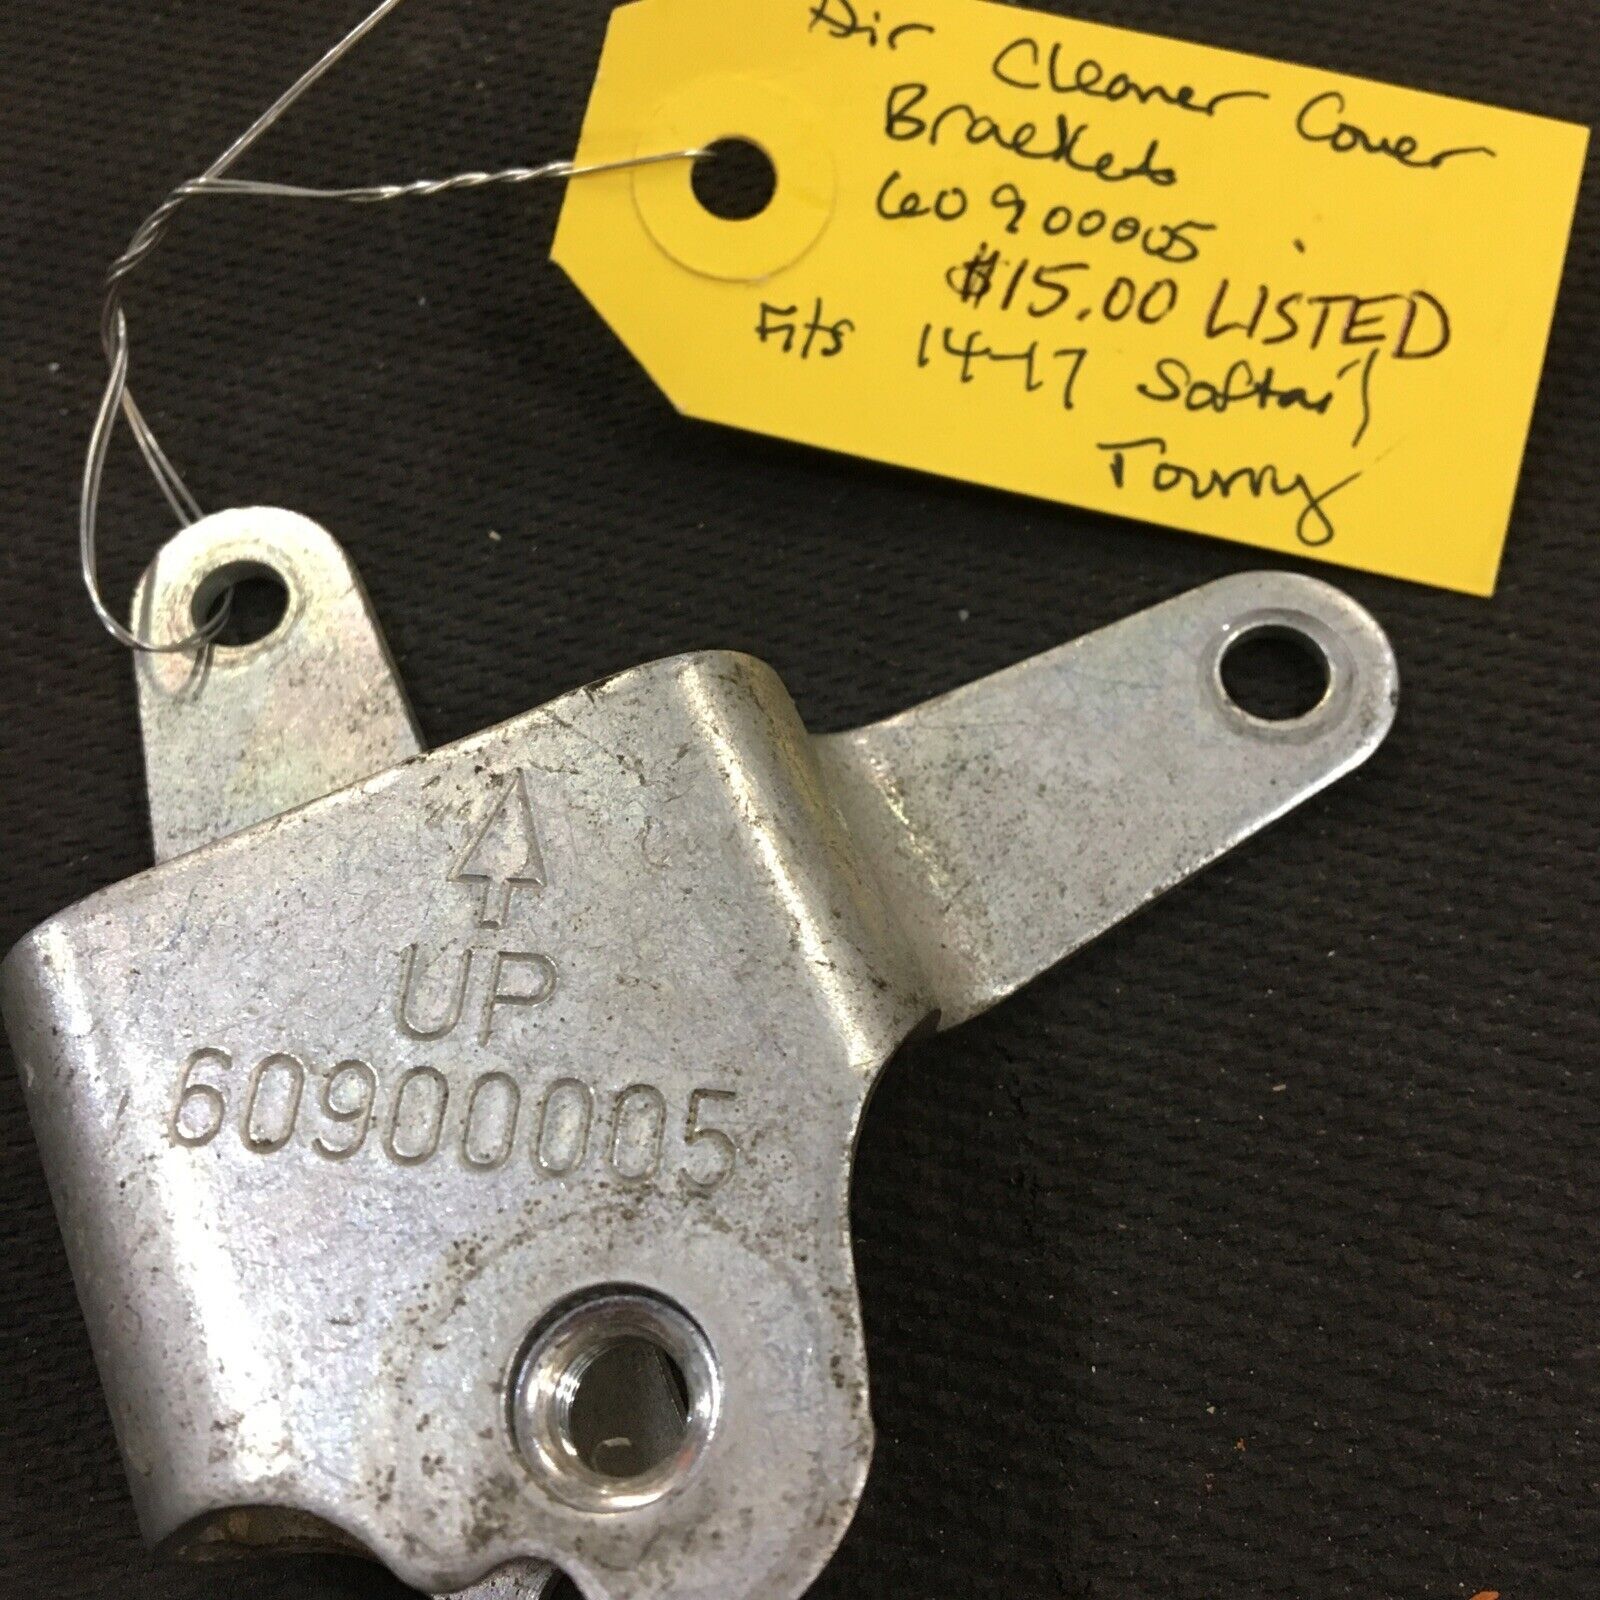 Air Cleaner Cover
Brackets
60900005
$15.00 LISTED
Fits 14-17 Softail
Touring
UP
60900005